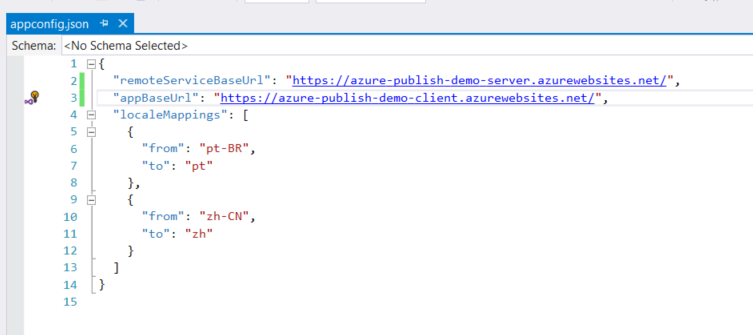 appconfig.json
Schema: <No Schema Selected>
1 {
2 "remoteServiceBaseUrl": "https://azure-publish-demo-server.azurewebsites.net/",
3 "appBaseUrl": "https://azure-publish-demo-client.azurewebsites.net/",
4 "localeMappings": [
5 {
6 "from": "pt-BR",
7 "to": "pt"
8 },
9 {
10 "from": "zh-CN",
11 "to": "zh"
12 }
13 ]
14 }
15